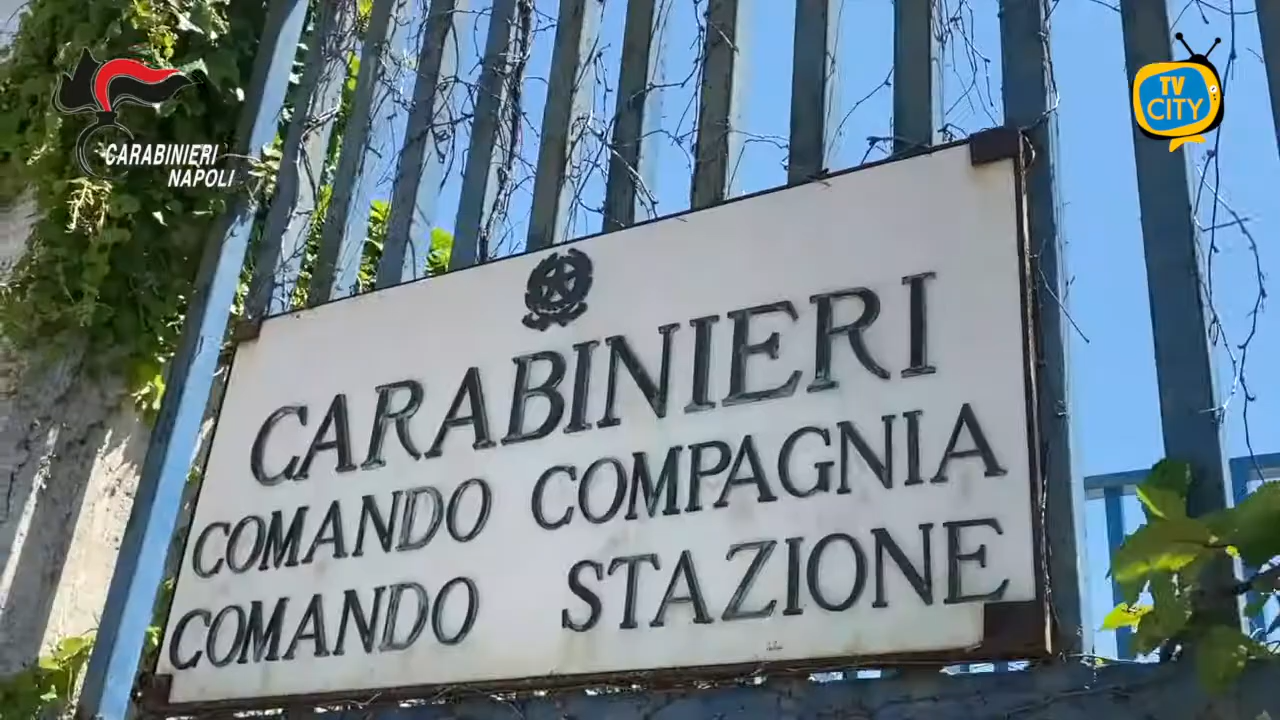 CARABINIERI
NAPOLI
TV
CITY
CARABINIERI
COMANDO COMPAGNIA
COMANDO STAZIONE